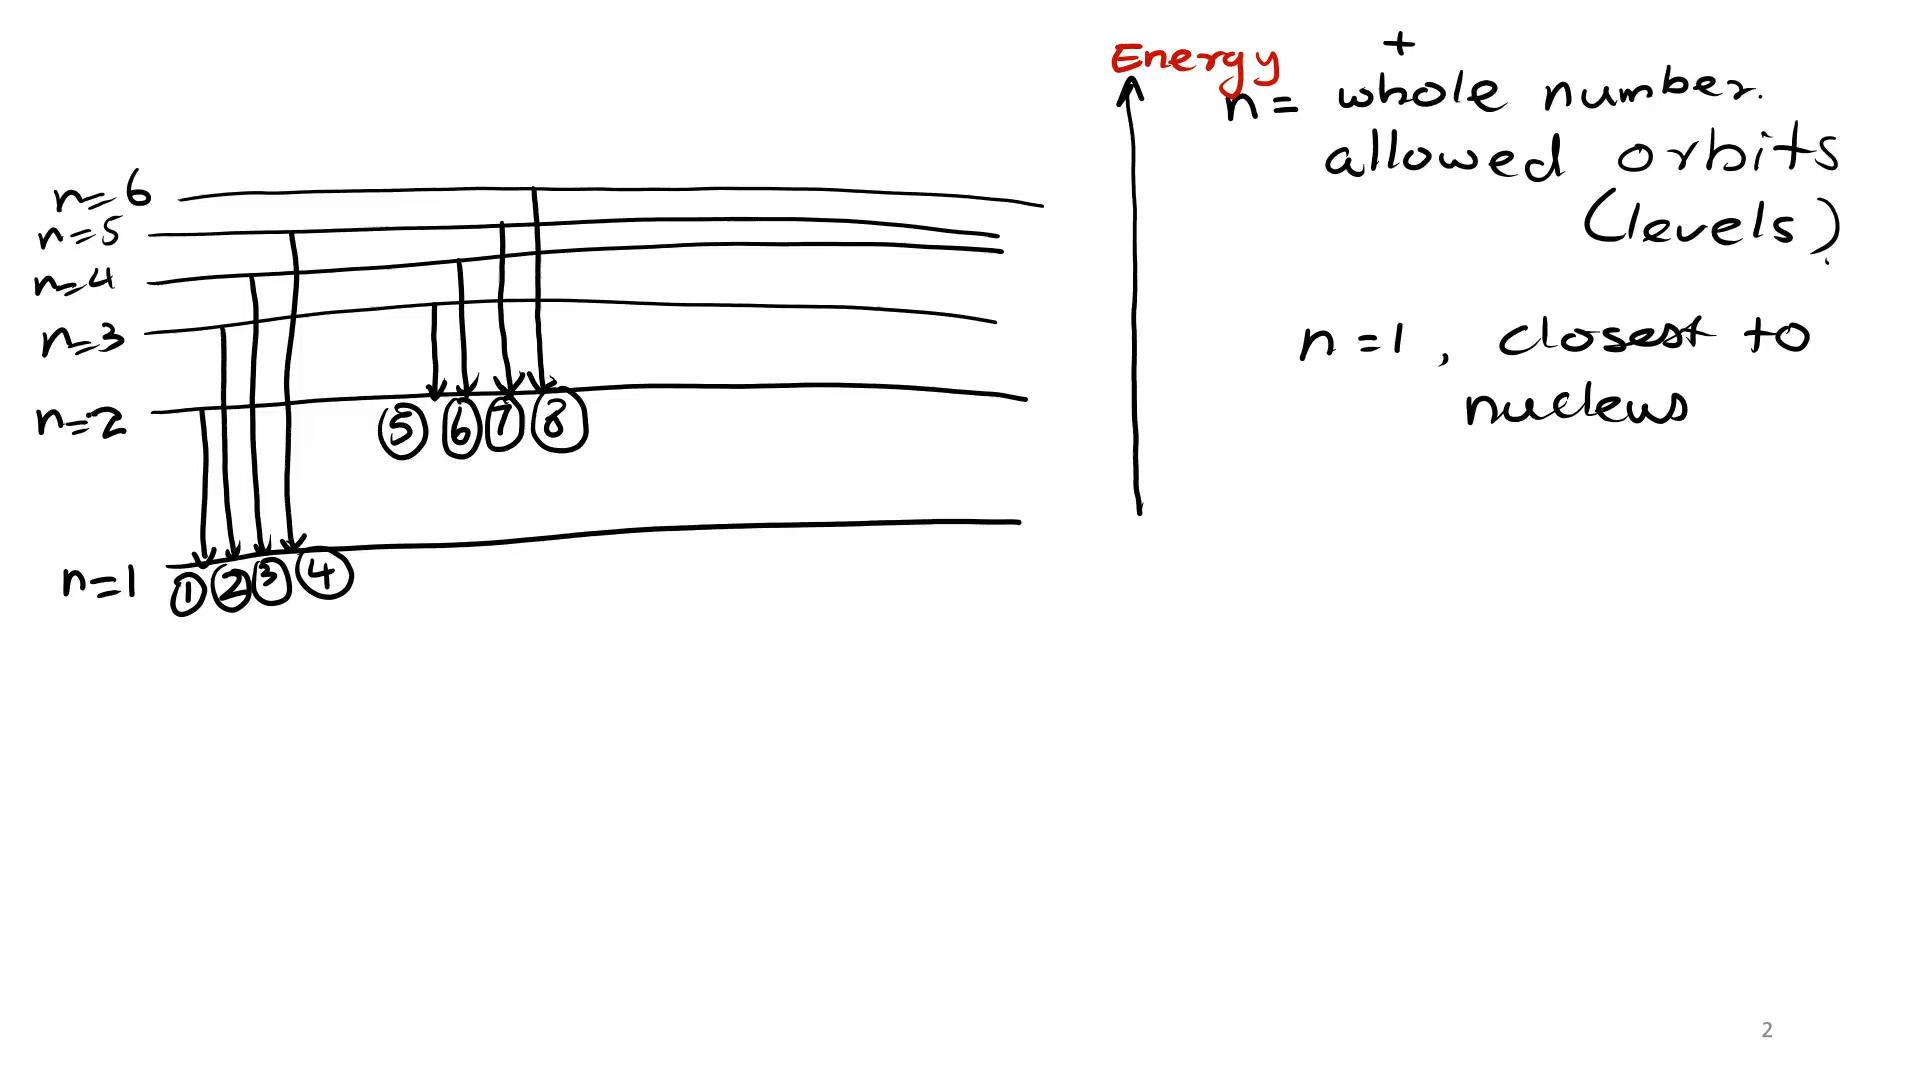 Energy
+
n = whole number.
allowed orbits
(levels)
n=6
n=5
n=4
n=3
n=2
n=1
⑤ ⑥ ⑦ ⑧
① ② ③ ④
n=1, closest to
nucleus
2